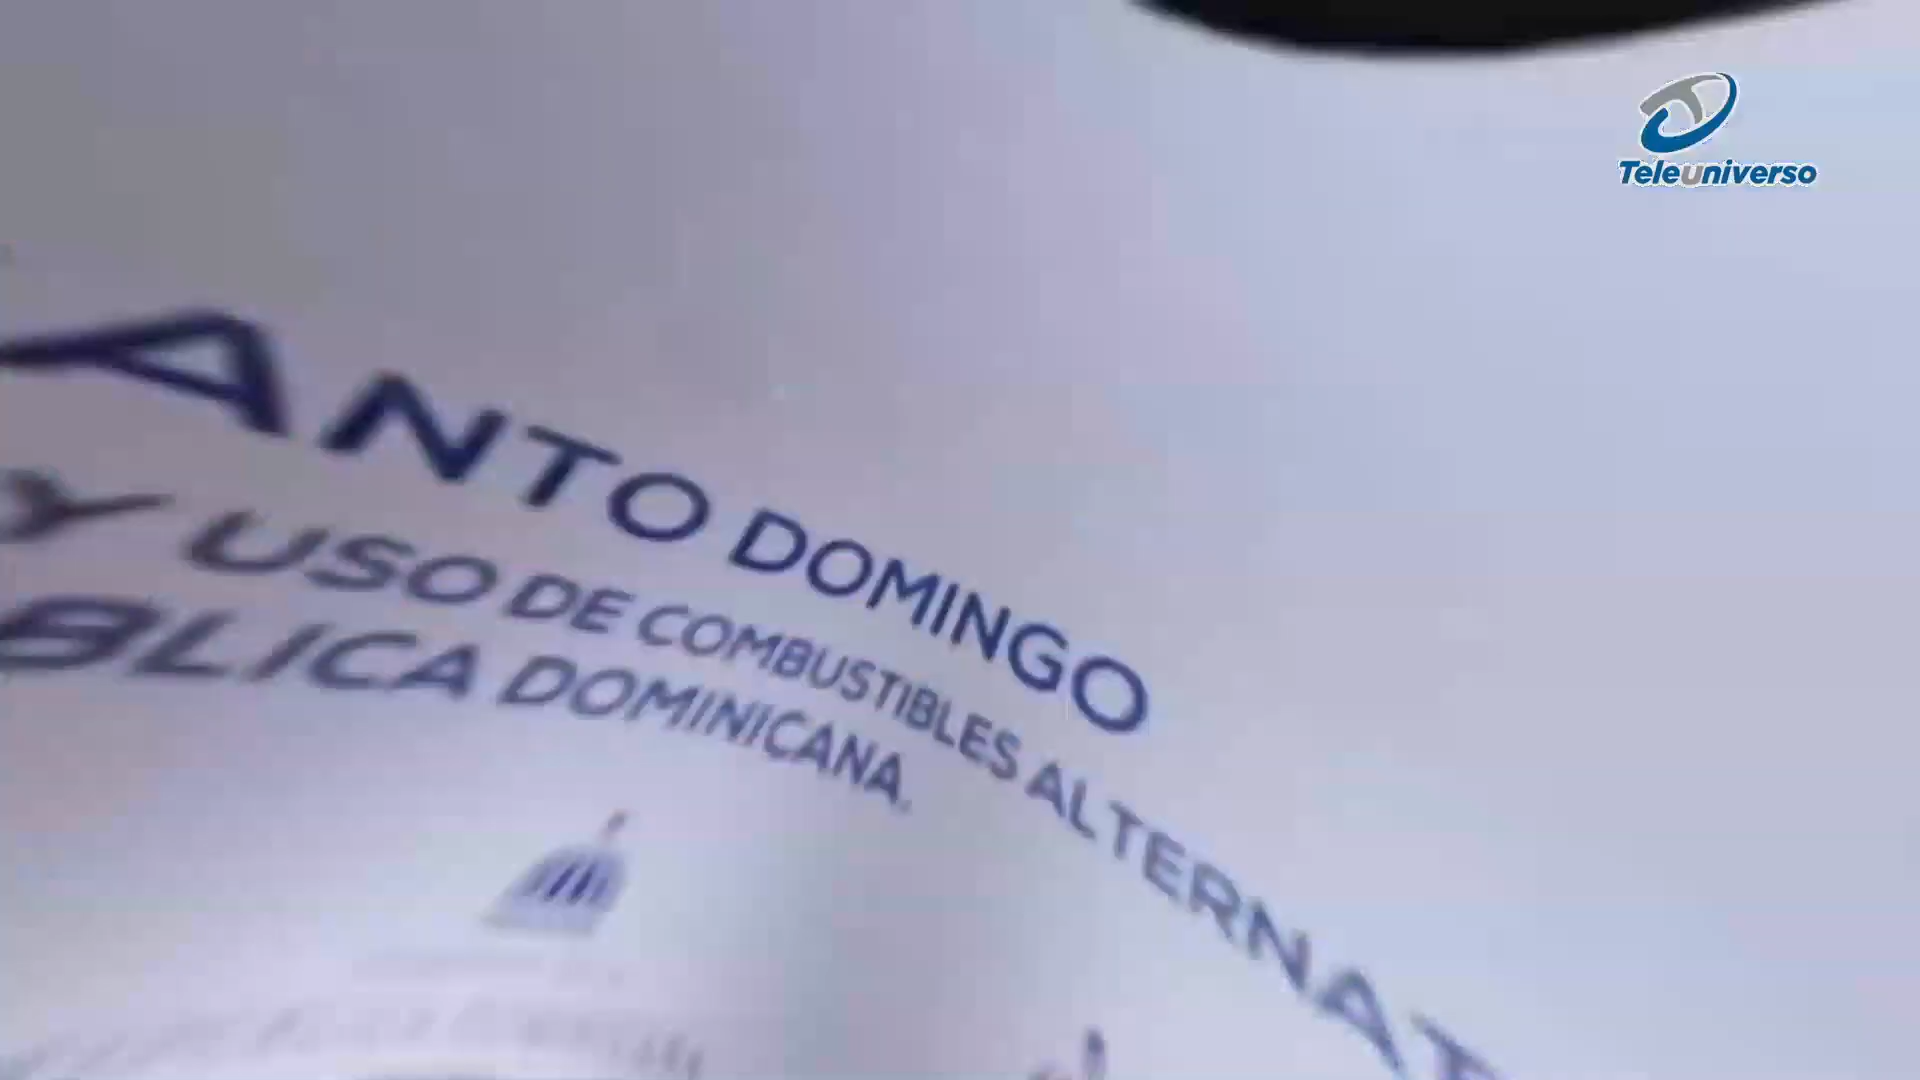 Teleuniverso
ANTO DOMINGO
Y USO DE COMBUSTIBLES ALTERNAT
BLICA DOMINICANA.